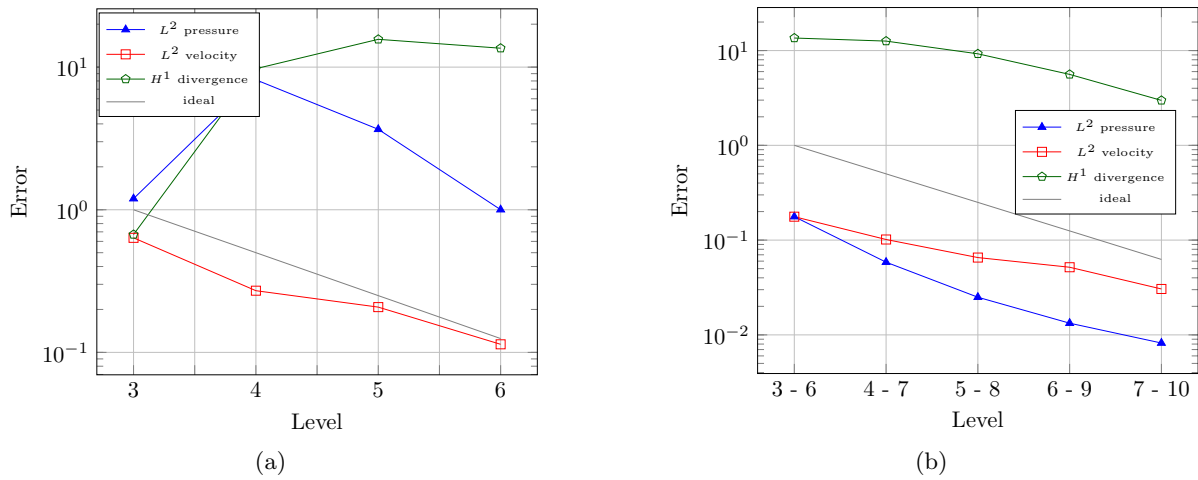 L² pressure
L² velocity
H¹ divergence
ideal
10¹
10⁰
10⁻¹
Error
3
4
5
6
Level
(a)
L² pressure
L² velocity
H¹ divergence
ideal
10¹
10⁰
10⁻¹
10⁻²
Error
3 - 6
4 - 7
5 - 8
6 - 9
7 - 10
Level
(b)